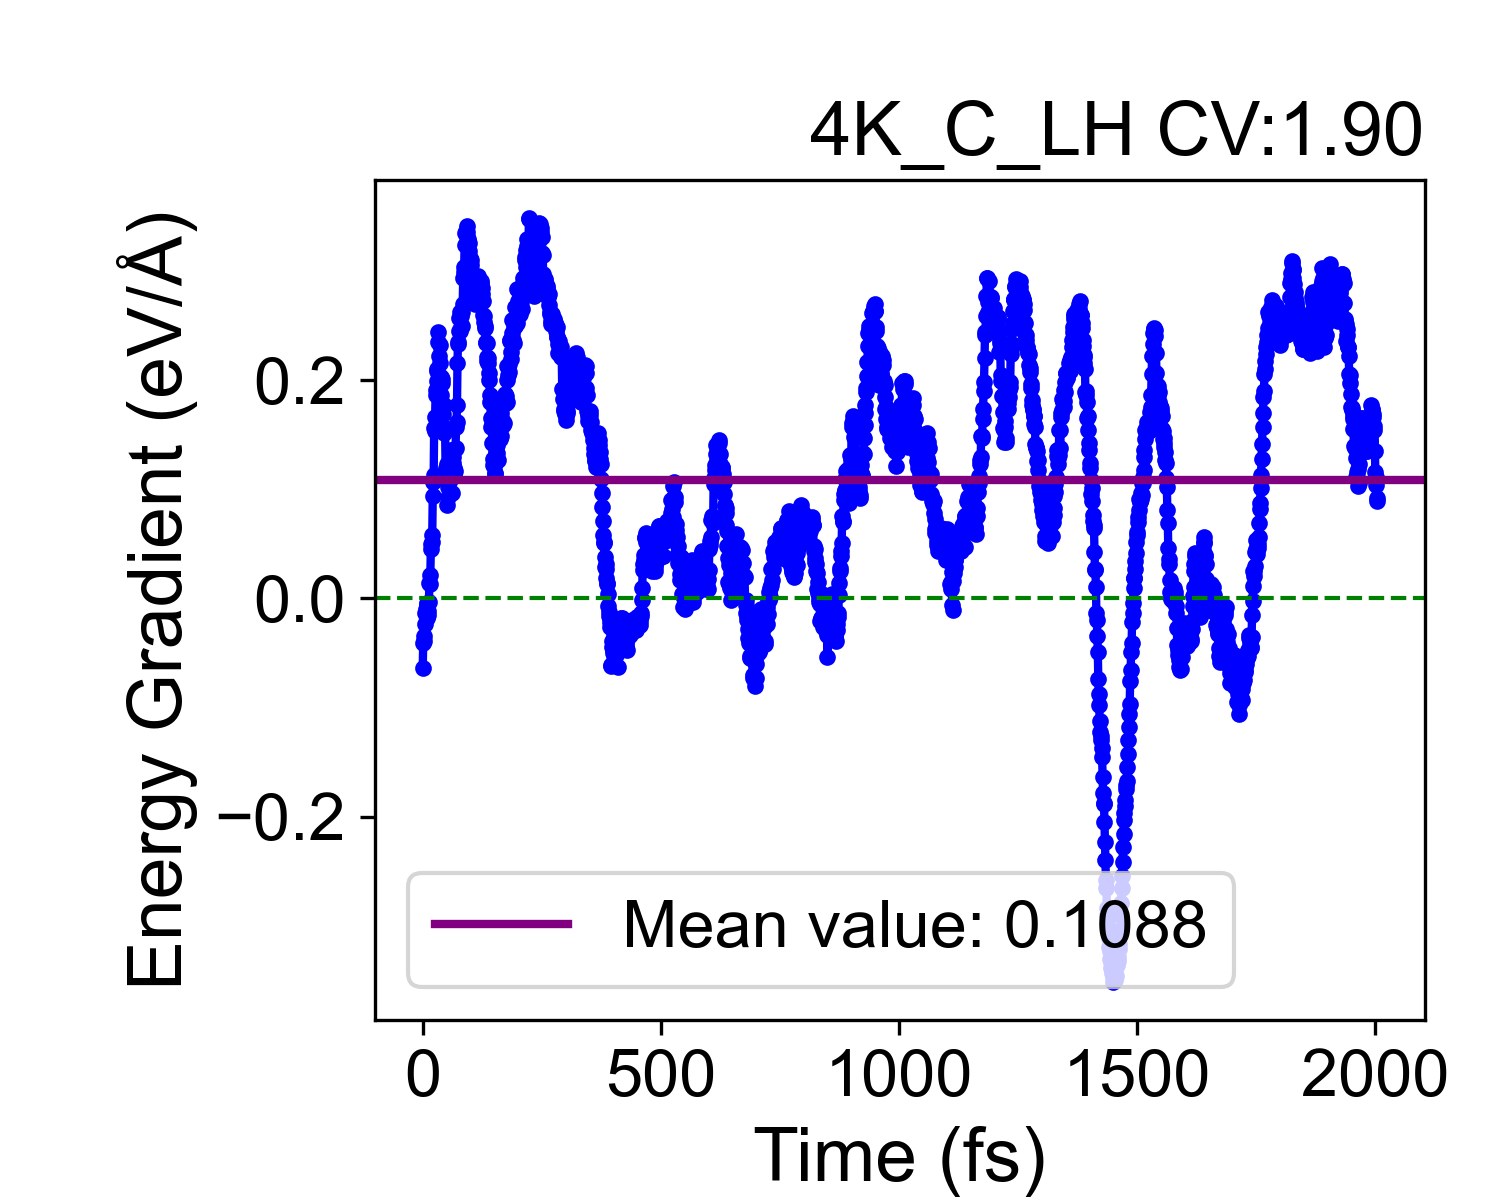 4K_C_LH CV:1.90
Energy Gradient (eV/Å)
0.2
0.0
−0.2
Mean value: 0.1088
0 500 1000 1500 2000
Time (fs)